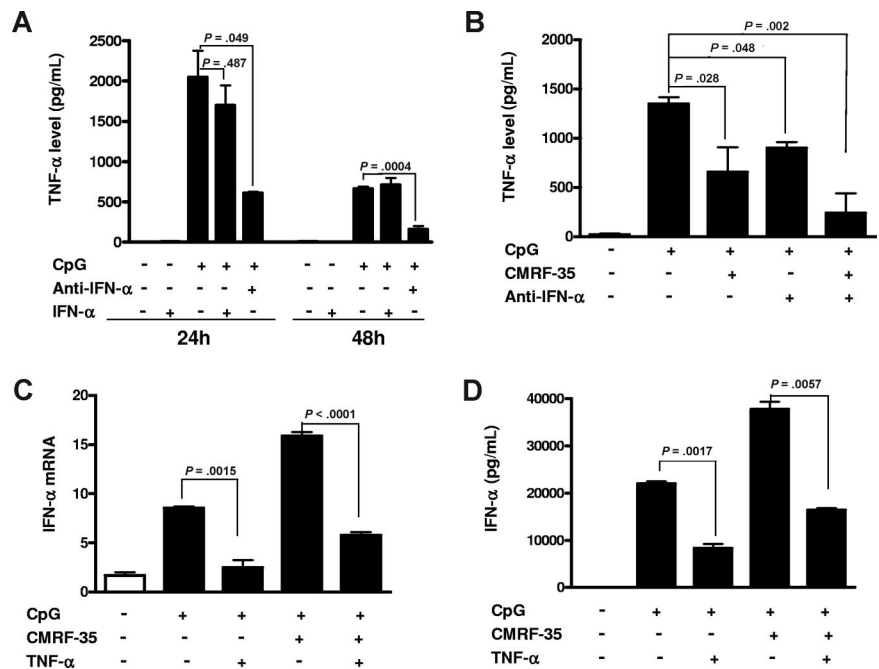 A
P = .049
P = .487
P = .0004
TNF-α level (pg/mL)
2500
2000
1500
1000
500
0
CpG - - + + + - - + + +
Anti-IFN-α - - - - + - - - - +
IFN-α - + - + - - + - + -
24h 48h
B
P = .002
P = .048
P = .028
TNF-α level (pg/mL)
2000
1500
1000
500
0
CpG - + + + +
CMRF-35 - - + - +
Anti-IFN-α - - - + +
C
P < .0001
P = .0015
IFN-α mRNA
20
15
10
5
0
CpG - + + + +
CMRF-35 - - - + +
TNF-α - - + - +
D
P = .0057
P = .0017
IFN-α (pg/mL)
40000
30000
20000
10000
0
CpG - + + + +
CMRF-35 - - - + +
TNF-α - - + - +